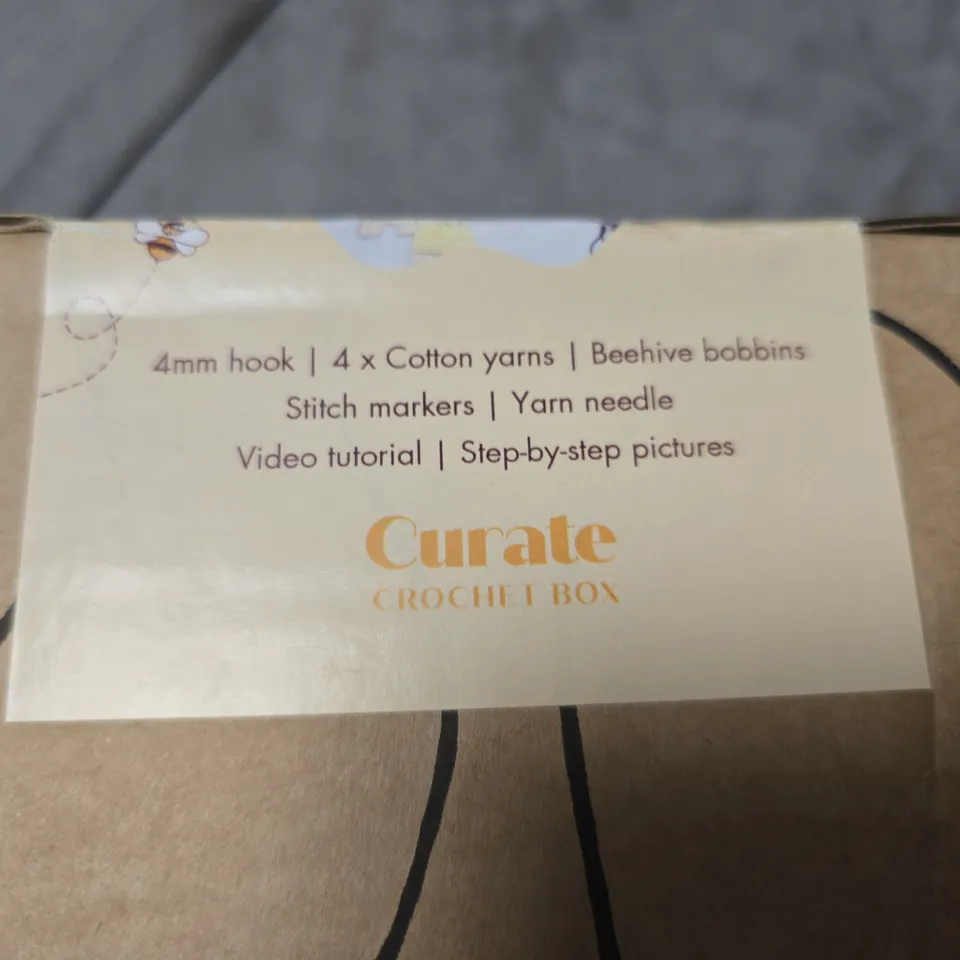 4mm hook | 4 x Cotton yarns | Beehive bobbins
Stitch markers | Yarn needle
Video tutorial | Step-by-step pictures
Curate
CROCHET BOX